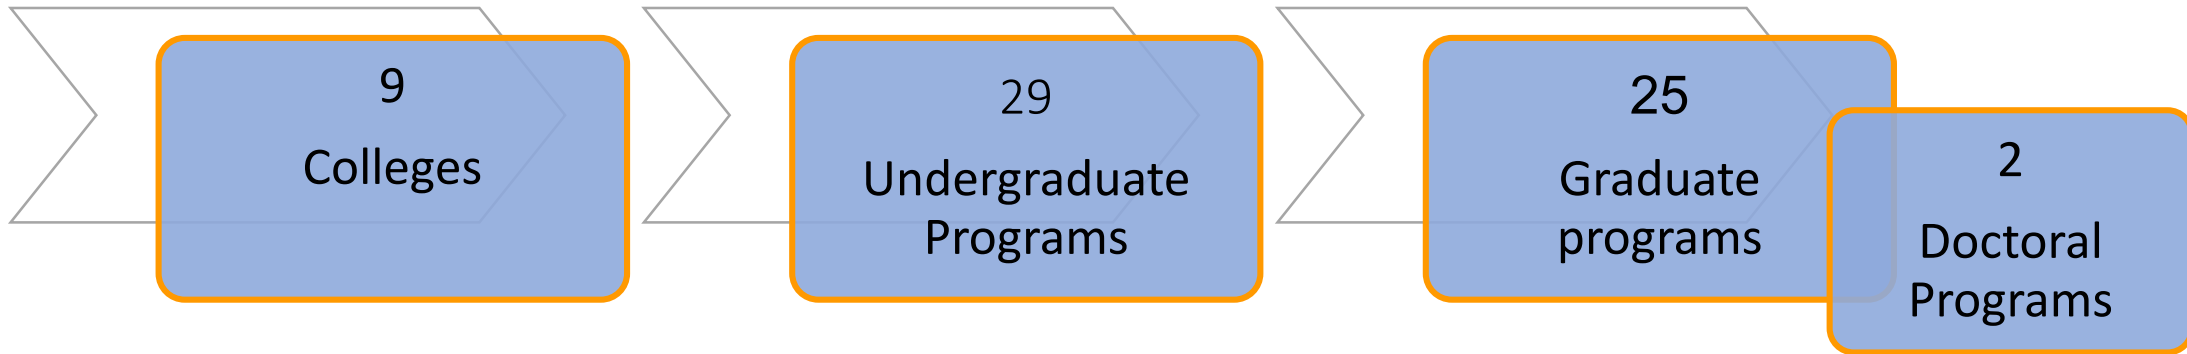 9
Colleges
29
Undergraduate
Programs
25
Graduate
programs
2
Doctoral
Programs